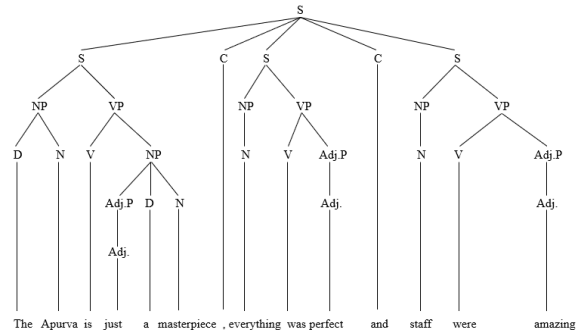 S
S C S C S
NP VP NP VP NP VP
D N V NP N V Adj.P N V Adj.P
Adj.P D N Adj. Adj.
Adj.
The Apurva is just a masterpiece , everything was perfect and staff were amazing